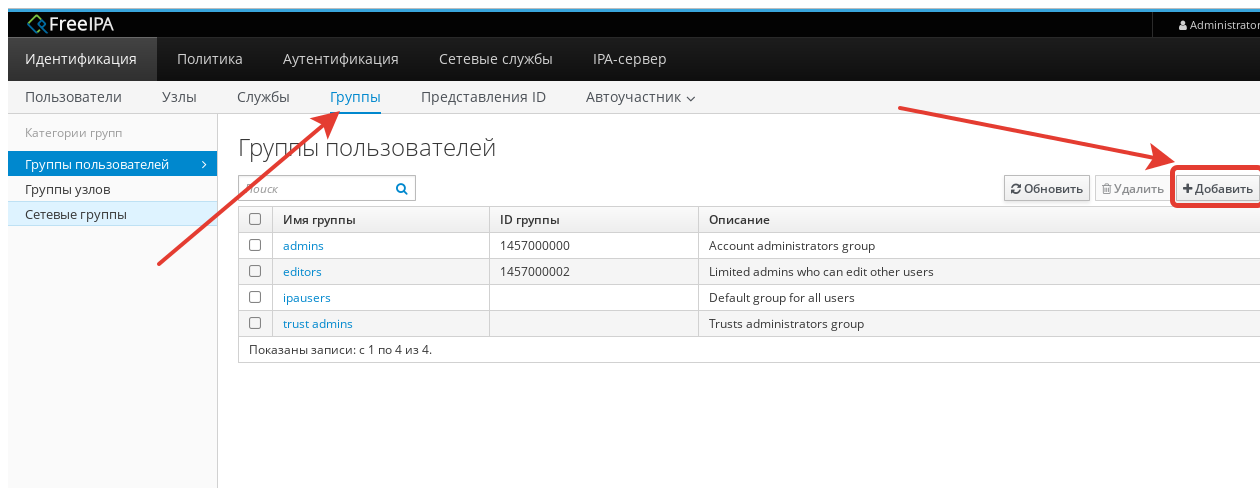 FreeIPA
Administrator
Идентификация Политика Аутентификация Сетевые службы IPA-сервер
Пользователи Узлы Службы Группы Представления ID Автоучастник
Категории групп
Группы пользователей
Группы узлов
Сетевые группы
Группы пользователей
Поиск Обновить Удалить Добавить
Имя группы ID группы Описание
admins 1457000000 Account administrators group
editors 1457000002 Limited admins who can edit other users
ipausers Default group for all users
trust admins Trusts administrators group
Показаны записи: с 1 по 4 из 4.